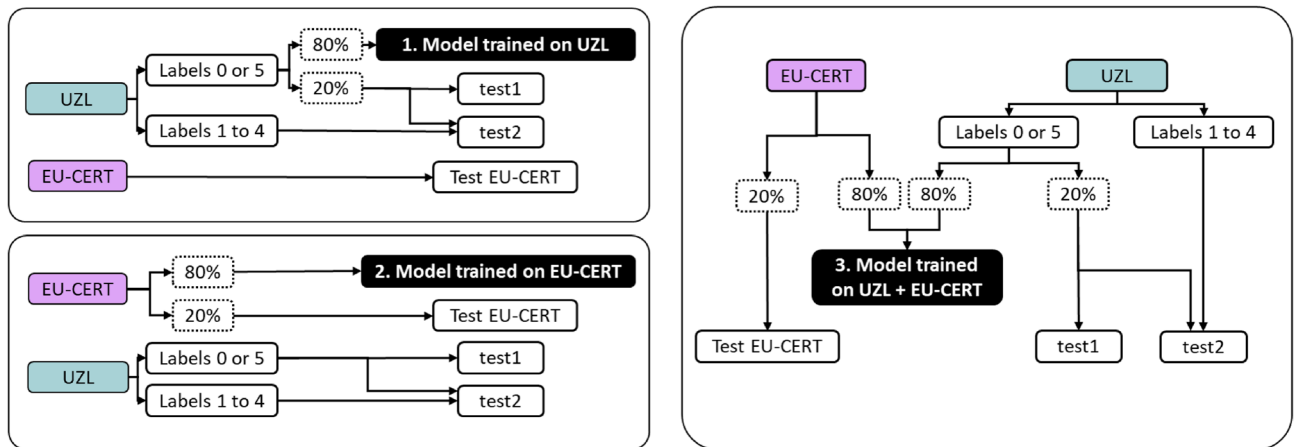 UZL
Labels 0 or 5
80%
1. Model trained on UZL
20%
test1
Labels 1 to 4
test2
EU-CERT
Test EU-CERT
EU-CERT
80%
2. Model trained on EU-CERT
20%
Test EU-CERT
UZL
Labels 0 or 5
test1
Labels 1 to 4
test2
EU-CERT
UZL
Labels 0 or 5
Labels 1 to 4
20%
80%
80%
20%
3. Model trained
on UZL + EU-CERT
Test EU-CERT
test1
test2